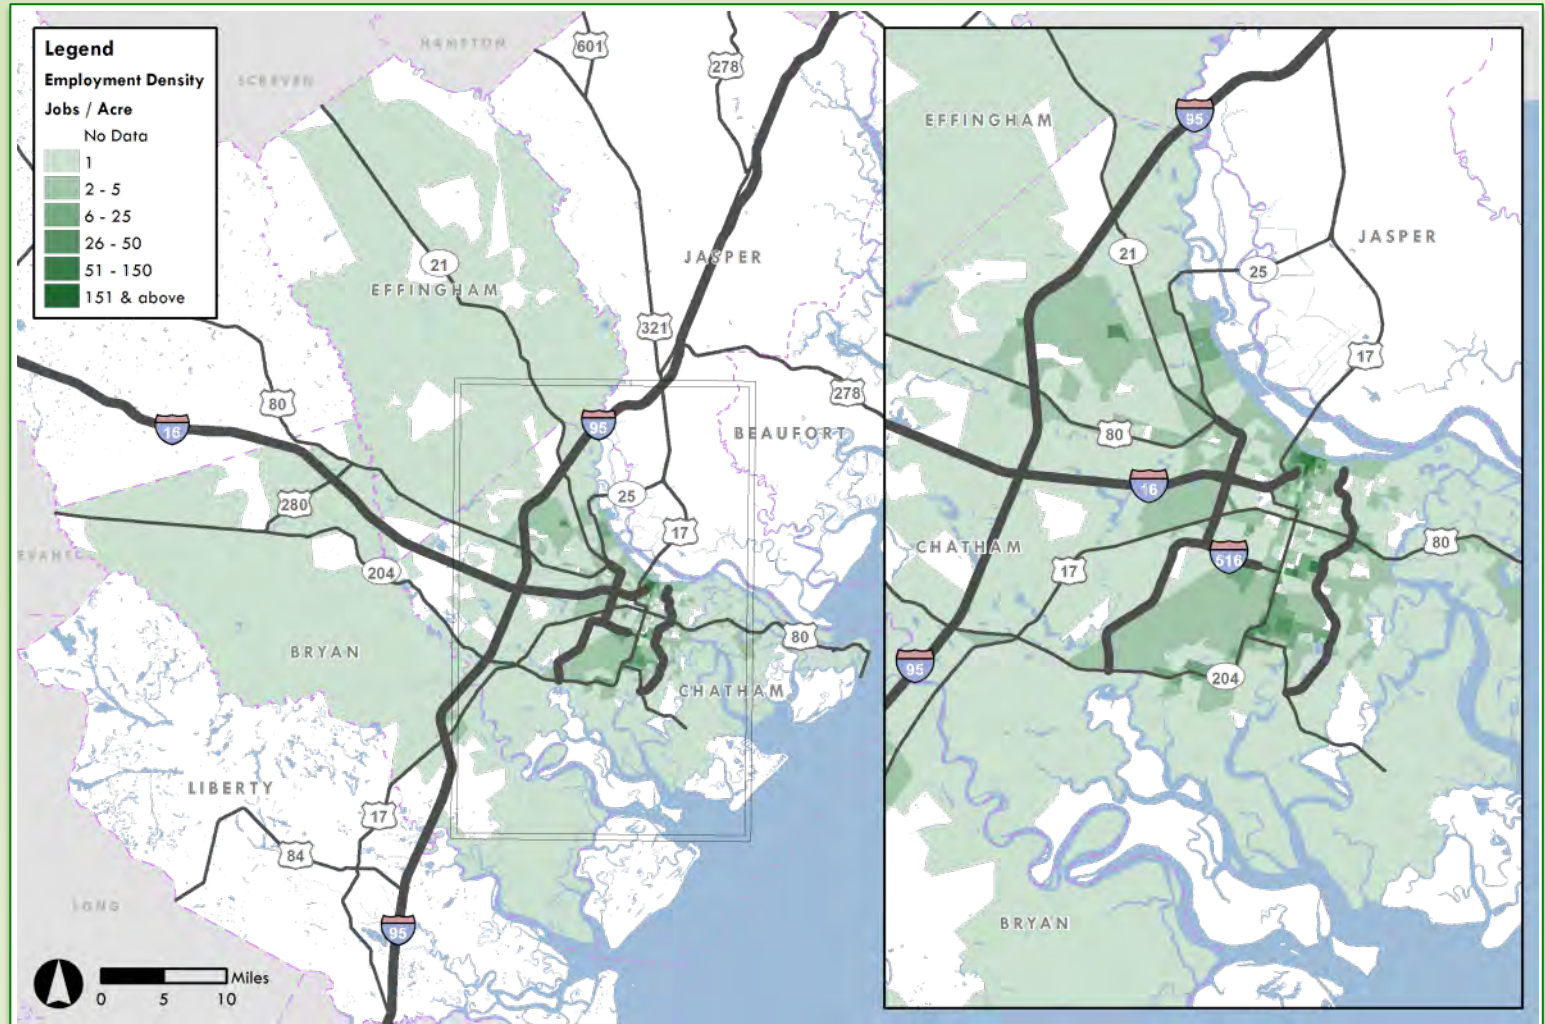 Legend
Employment Density
Jobs / Acre
No Data
1
2 - 5
6 - 25
26 - 50
51 - 150
151 & above
HAMPTON
SCREVEN
601
278
21
EFFINGHAM
JASPER
321
278
80
16
95
BEAUFORT
280
25
17
EVANS
204
80
BRYAN
CHATHAM
LIBERTY
17
84
LONG
95
Miles
0 5 10
EFFINGHAM
95
21
JASPER
25
17
80
16
CHATHAM
516
80
17
95
204
BRYAN